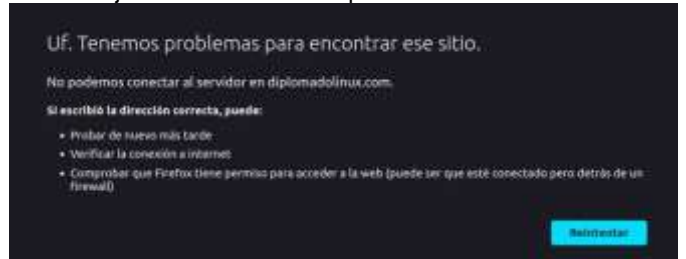 Uf. Tenemos problemas para encontrar ese sitio.
No podemos conectar al servidor en diplomadolinux.com.
Si escribió la dirección correcta, puede:
• Probar de nuevo más tarde
• Verificar la conexión a internet
• Comprobar que Firefox tiene permiso para acceder a la web (puede ser que esté conectado pero detrás de un
firewall)
Reintentar